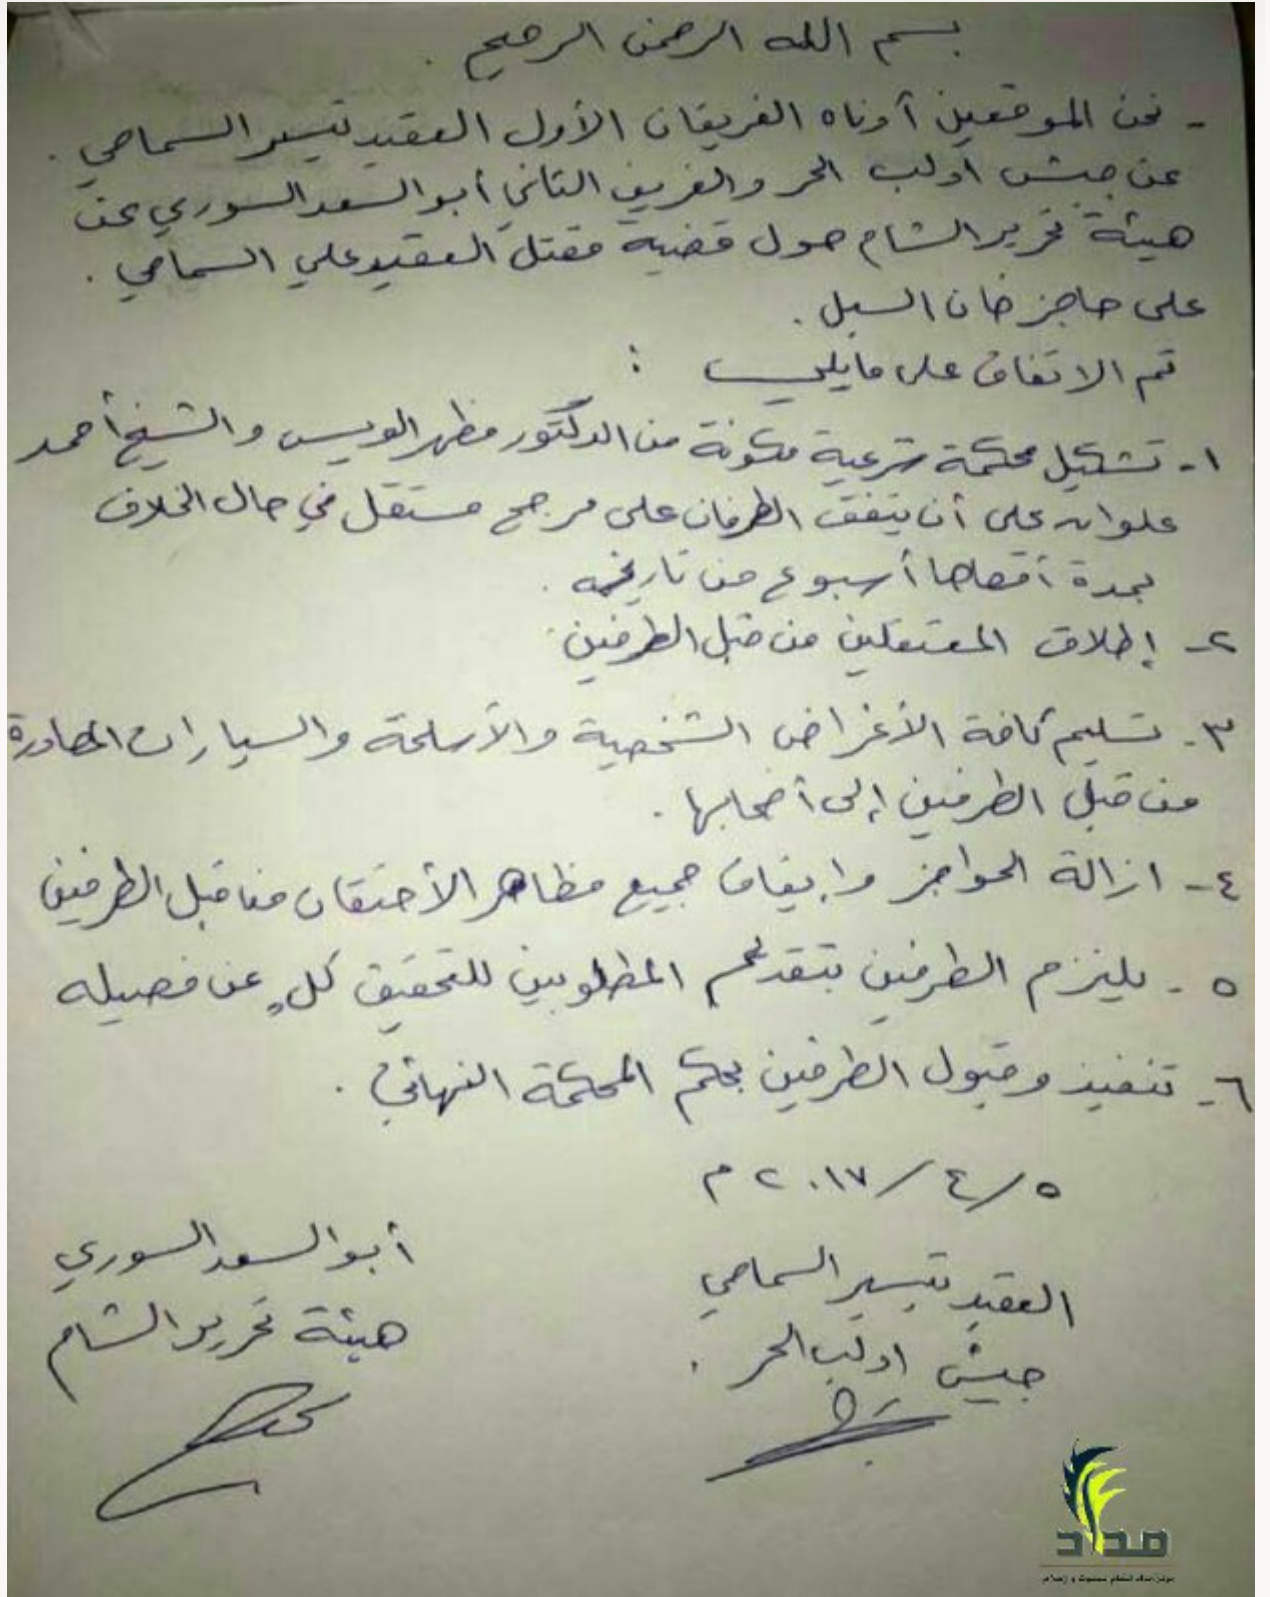 بسم الله الرحمن الرحيم .
- نحن الموقعين أدناه الفريقان الأول العقيد تيسير السماحي .
عن جيش ادلب الحر والفريق الثاني أبو السعد السوري عن
هيئة تحرير الشام حول قضية مقتل العقيد علي السماحي .
على حاجز خان السبل .
تم الاتفاق على مايلي :
١- تشكيل محكمة شرعية مكونة من الدكتور مظهر الويس والشيخ أحمد
علوان على أن يتفق الطرفان على مرجح مستقل في حال الخلاف
بمدة أقصاها أسبوع من تاريخه .
٢- إطلاق المعتقلين من قبل الطرفين .
٣- تسليم كافة الأغراض الشخصية والأسلحة والسيارات المصادرة
من قبل الطرفين إلى أصحابها .
٤- ازالة الحواجز وإيقاف جميع مظاهر الأحتقان من قبل الطرفين
٥- يلتزم الطرفين بتقديم المطلوبين للتحقيق كلٍ عن فصيله
٦- تنفيذ وقبول الطرفين بحكم المحكمة النهائي .
٥/٤/٢٠١٧ م
العقيد تيسير السماحي
جيش ادلب الحر .
أبو السعد السوري
هيئة تحرير الشام
مداد